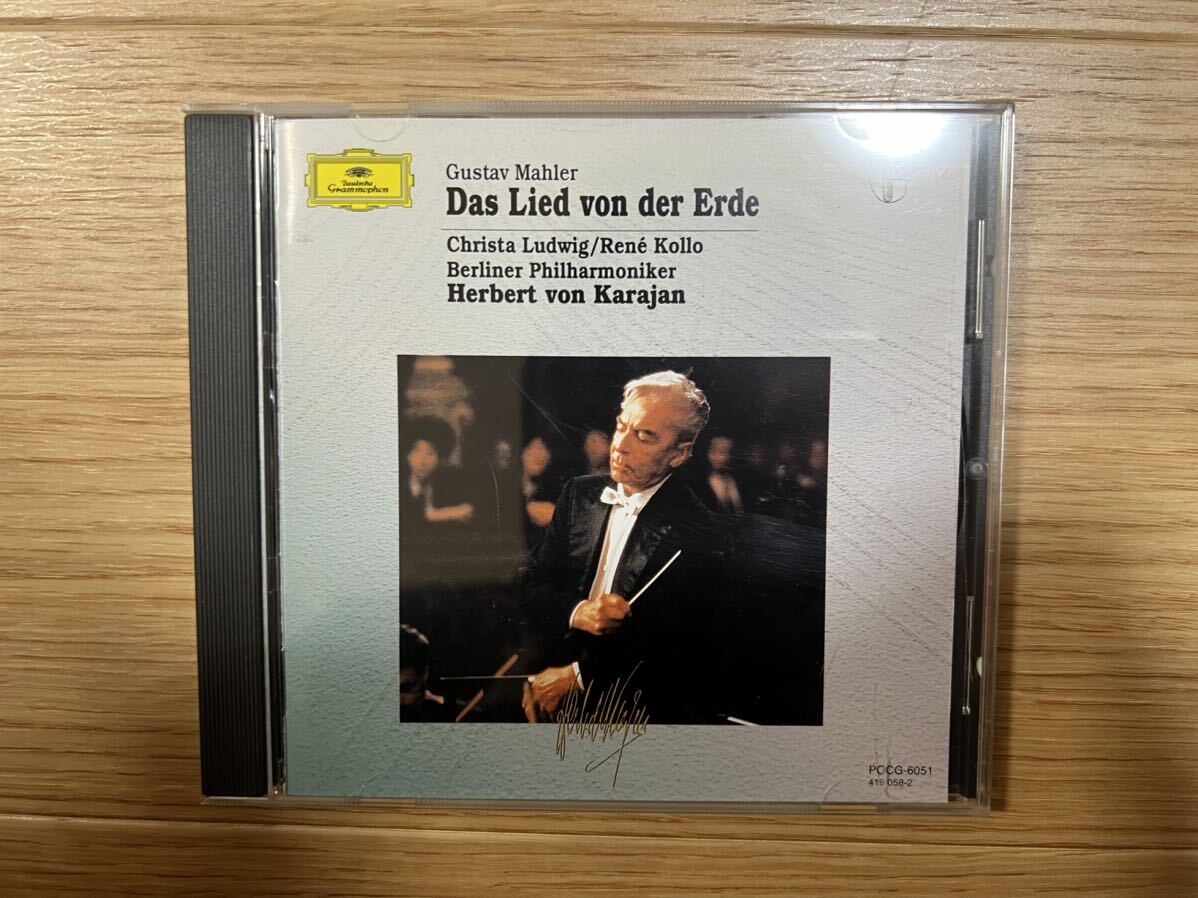 Deutsche
Grammophon
Gustav Mahler
Das Lied von der Erde
Christa Ludwig/René Kollo
Berliner Philharmoniker
Herbert von Karajan
POCG-6051
419 058-2